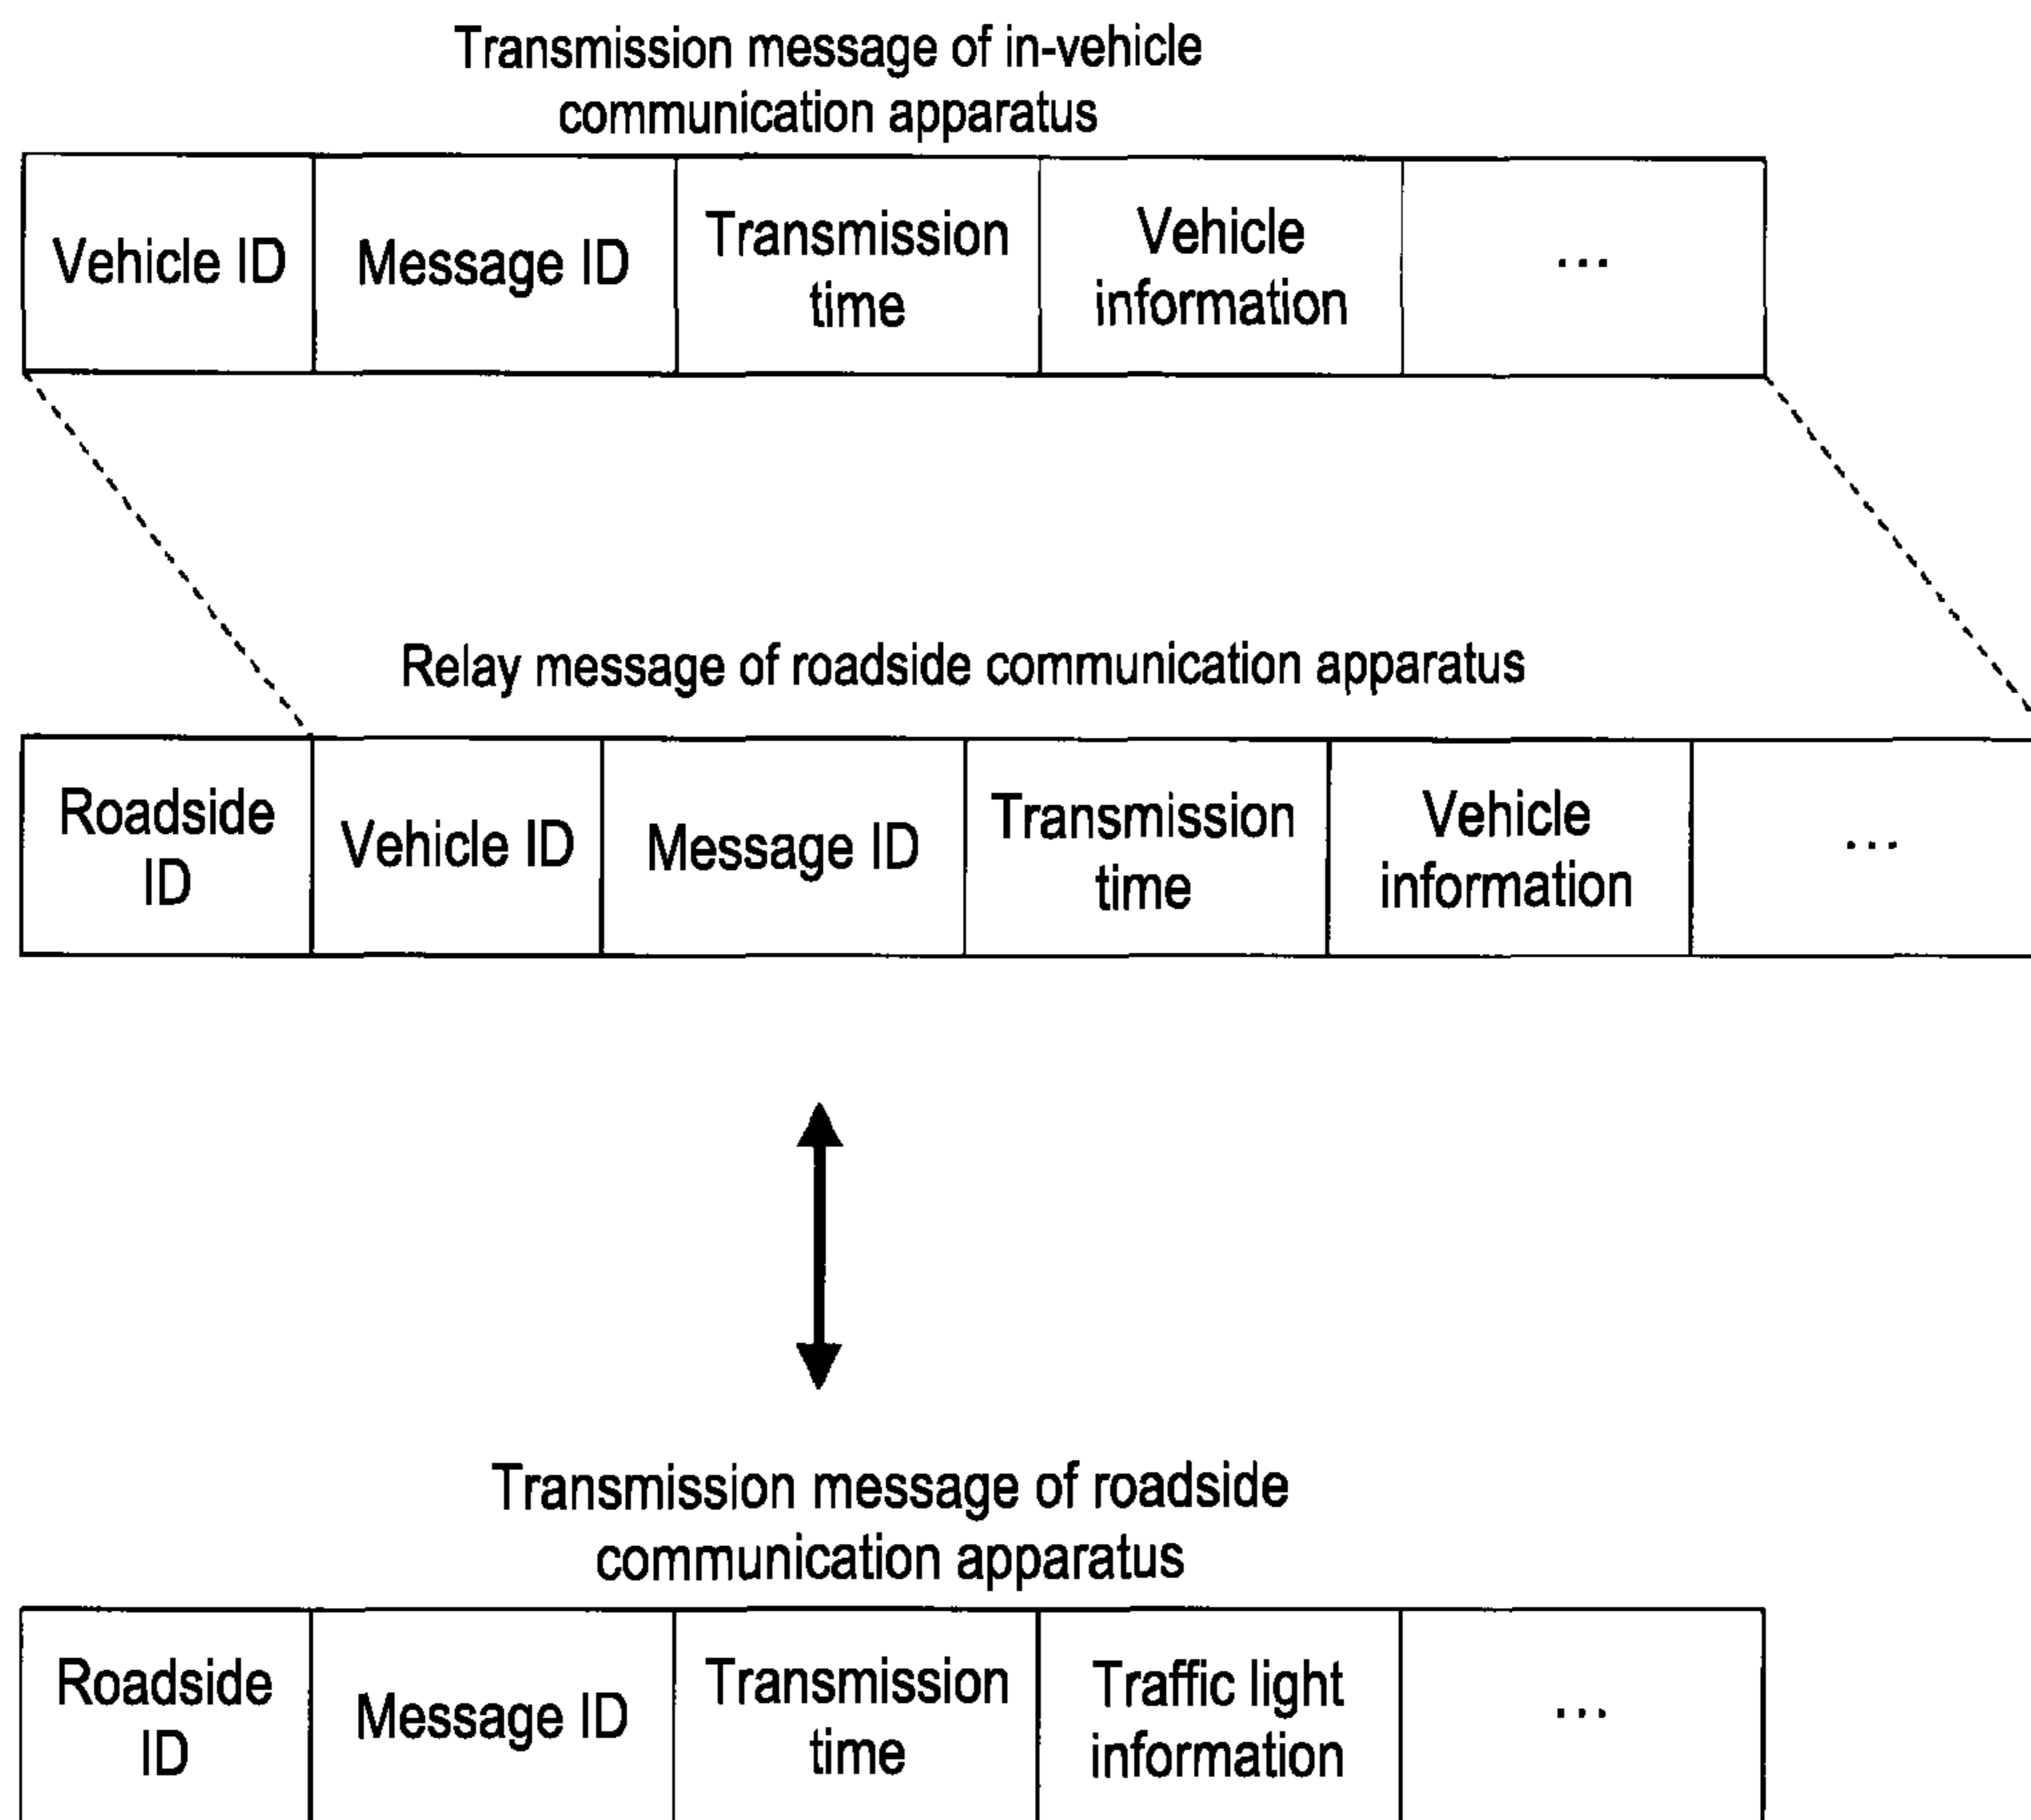 Transmission message of in-vehicle
communication apparatus
Vehicle ID
Message ID
Transmission
time
Vehicle
information
...
Relay message of roadside communication apparatus
Roadside
ID
Vehicle ID
Message ID
Transmission
time
Vehicle
information
...
Transmission message of roadside
communication apparatus
Roadside
ID
Message ID
Transmission
time
Traffic light
information
...